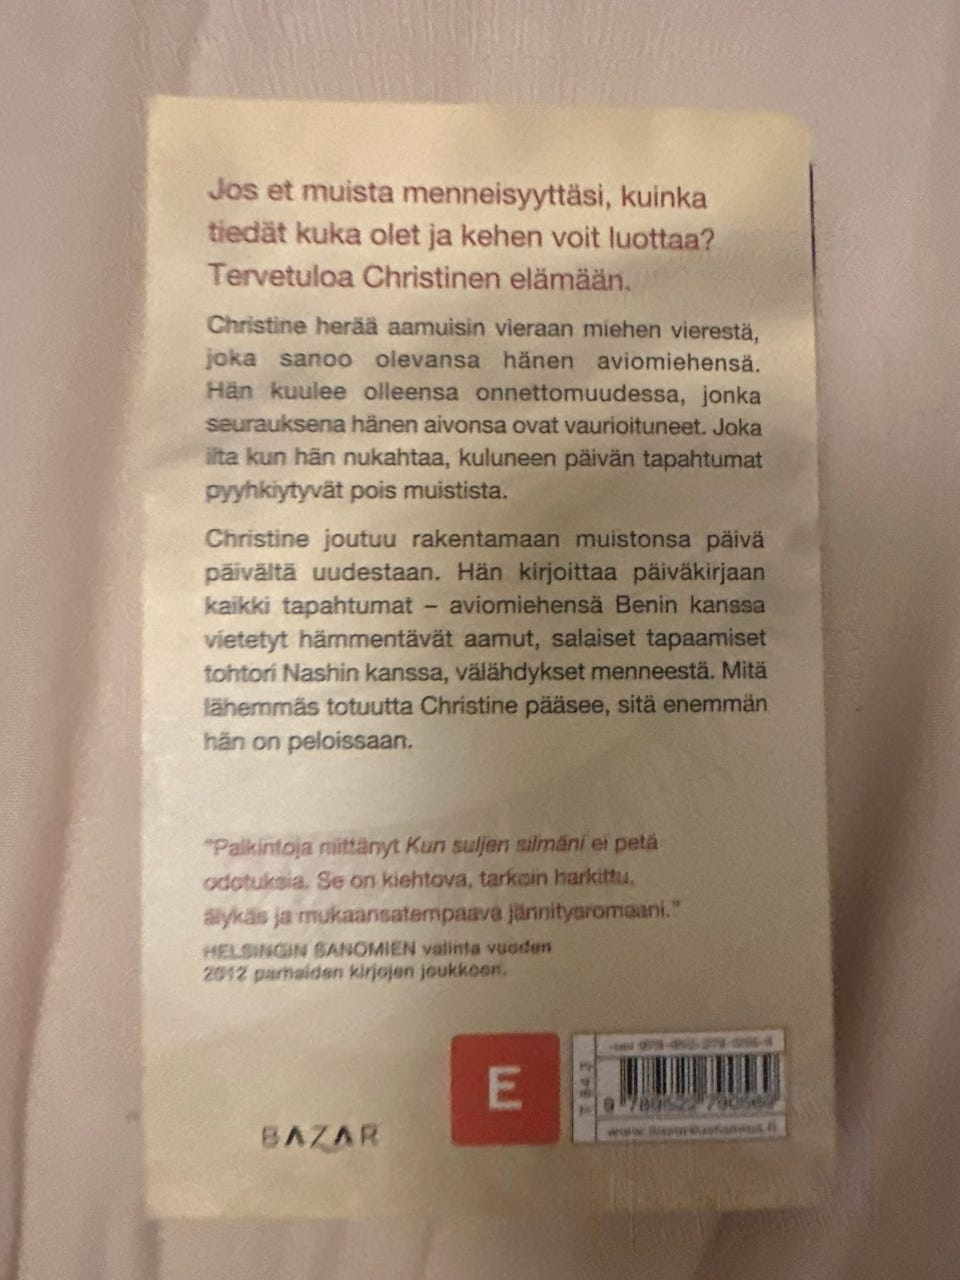 Jos et muista menneisyyttäsi, kuinka
tiedät kuka olet ja kehen voit luottaa?
Tervetuloa Christinen elämään.
Christine herää aamuisin vieraan miehen vierestä,
joka sanoo olevansa hänen aviomiehensä.
Hän kuulee olleensa onnettomuudessa, jonka
seurauksena hänen aivonsa ovat vaurioituneet. Joka
ilta kun hän nukahtaa, kuluneen päivän tapahtumat
pyyhkiytyvät pois muistista.
Christine joutuu rakentamaan muistonsa päivä
päivältä uudestaan. Hän kirjoittaa päiväkirjaan
kaikki tapahtumat – aviomiehensä Benin kanssa
vietetyt hämmentävät aamut, salaiset tapaamiset
tohtori Nashin kanssa, välähdykset menneestä. Mitä
lähemmäs totuutta Christine pääsee, sitä enemmän
hän on peloissaan.
"Palkintoja niittänyt Kun suljen silmäni ei petä
odotuksia. Se on kiehtova, tarkoin harkittu,
älykäs ja mukaansatempaava jännitysromaani."
HELSINGIN SANOMIEN valinta vuoden
2012 parhaiden kirjojen joukkoon.
E
BAZAR